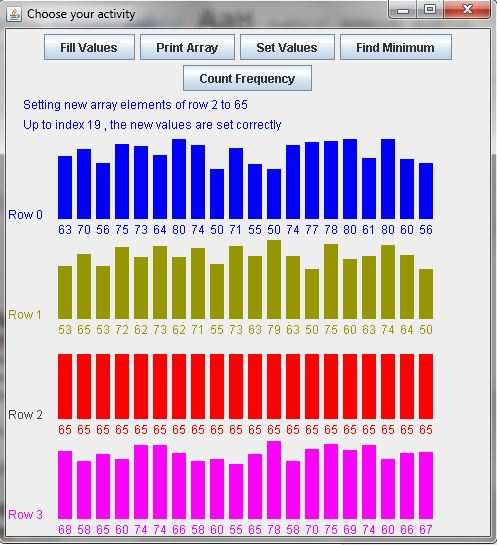 Choose your activity
Fill Values Print Array Set Values Find Minimum
Count Frequency
Setting new array elements of row 2 to 65
Up to index 19 , the new values are set correctly
Row 0
63 70 56 75 73 64 80 74 50 71 55 50 74 77 78 80 61 80 60 56
Row 1
53 65 53 72 62 73 62 71 55 73 63 79 63 50 75 60 63 74 64 50
Row 2
65 65 65 65 65 65 65 65 65 65 65 65 65 65 65 65 65 65 65 65
Row 3
68 58 65 60 74 74 66 58 60 55 65 78 58 70 75 69 74 60 66 67